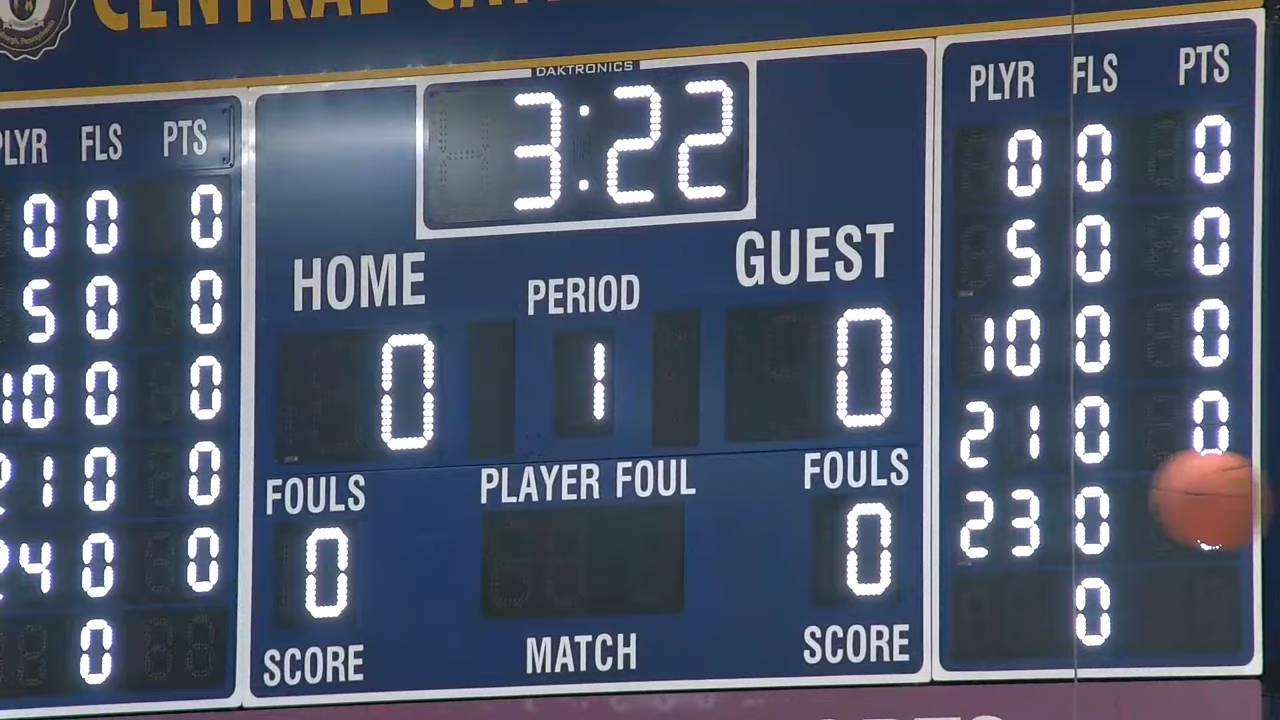 CENTRAL
DAKTRONICS
3:22
PLYR FLS PTS
0 0 0
5 0 0
10 0 0
21 0 0
24 0 0
0
HOME PERIOD GUEST
0 1 0
FOULS PLAYER FOUL FOULS
0 0
SCORE MATCH SCORE
PLYR FLS PTS
0 0 0
5 0 0
10 0 0
21 0 0
23 0
0